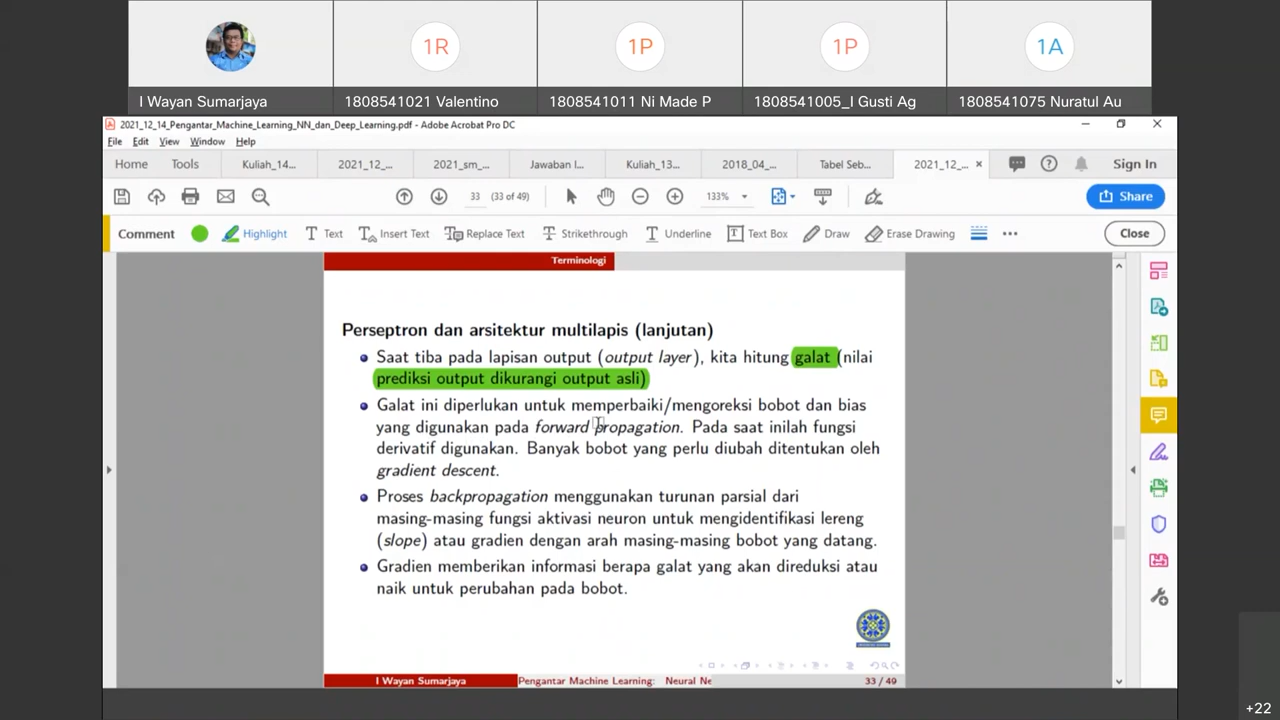 1R
1P
1P
1A
I Wayan Sumarjaya
1808541021 Valentino
1808541011 Ni Made P
1808541005_I Gusti Ag
1808541075 Nuratul Au
2021_12_14_Pengantar_Machine_Learning_NN_dan_Deep_Learning.pdf - Adobe Acrobat Pro DC
File Edit View Window Help
Home Tools Kuliah_14... 2021_12_... 2021_sm_... Jawaban I... Kuliah_13... 2018_04_... Tabel Seb... 2021_12_... × Sign In
33 (33 of 49) 133% Share
Comment Highlight Text Insert Text Replace Text Strikethrough Underline Text Box Draw Erase Drawing Close
Terminologi
Perseptron dan arsitektur multilapis (lanjutan)
Saat tiba pada lapisan output (output layer), kita hitung galat (nilai
prediksi output dikurangi output asli)
Galat ini diperlukan untuk memperbaiki/mengoreksi bobot dan bias
yang digunakan pada forward propagation. Pada saat inilah fungsi
derivatif digunakan. Banyak bobot yang perlu diubah ditentukan oleh
gradient descent.
Proses backpropagation menggunakan turunan parsial dari
masing-masing fungsi aktivasi neuron untuk mengidentifikasi lereng
(slope) atau gradien dengan arah masing-masing bobot yang datang.
Gradien memberikan informasi berapa galat yang akan direduksi atau
naik untuk perubahan pada bobot.
I Wayan Sumarjaya Pengantar Machine Learning: Neural Ne 33 / 49
+22